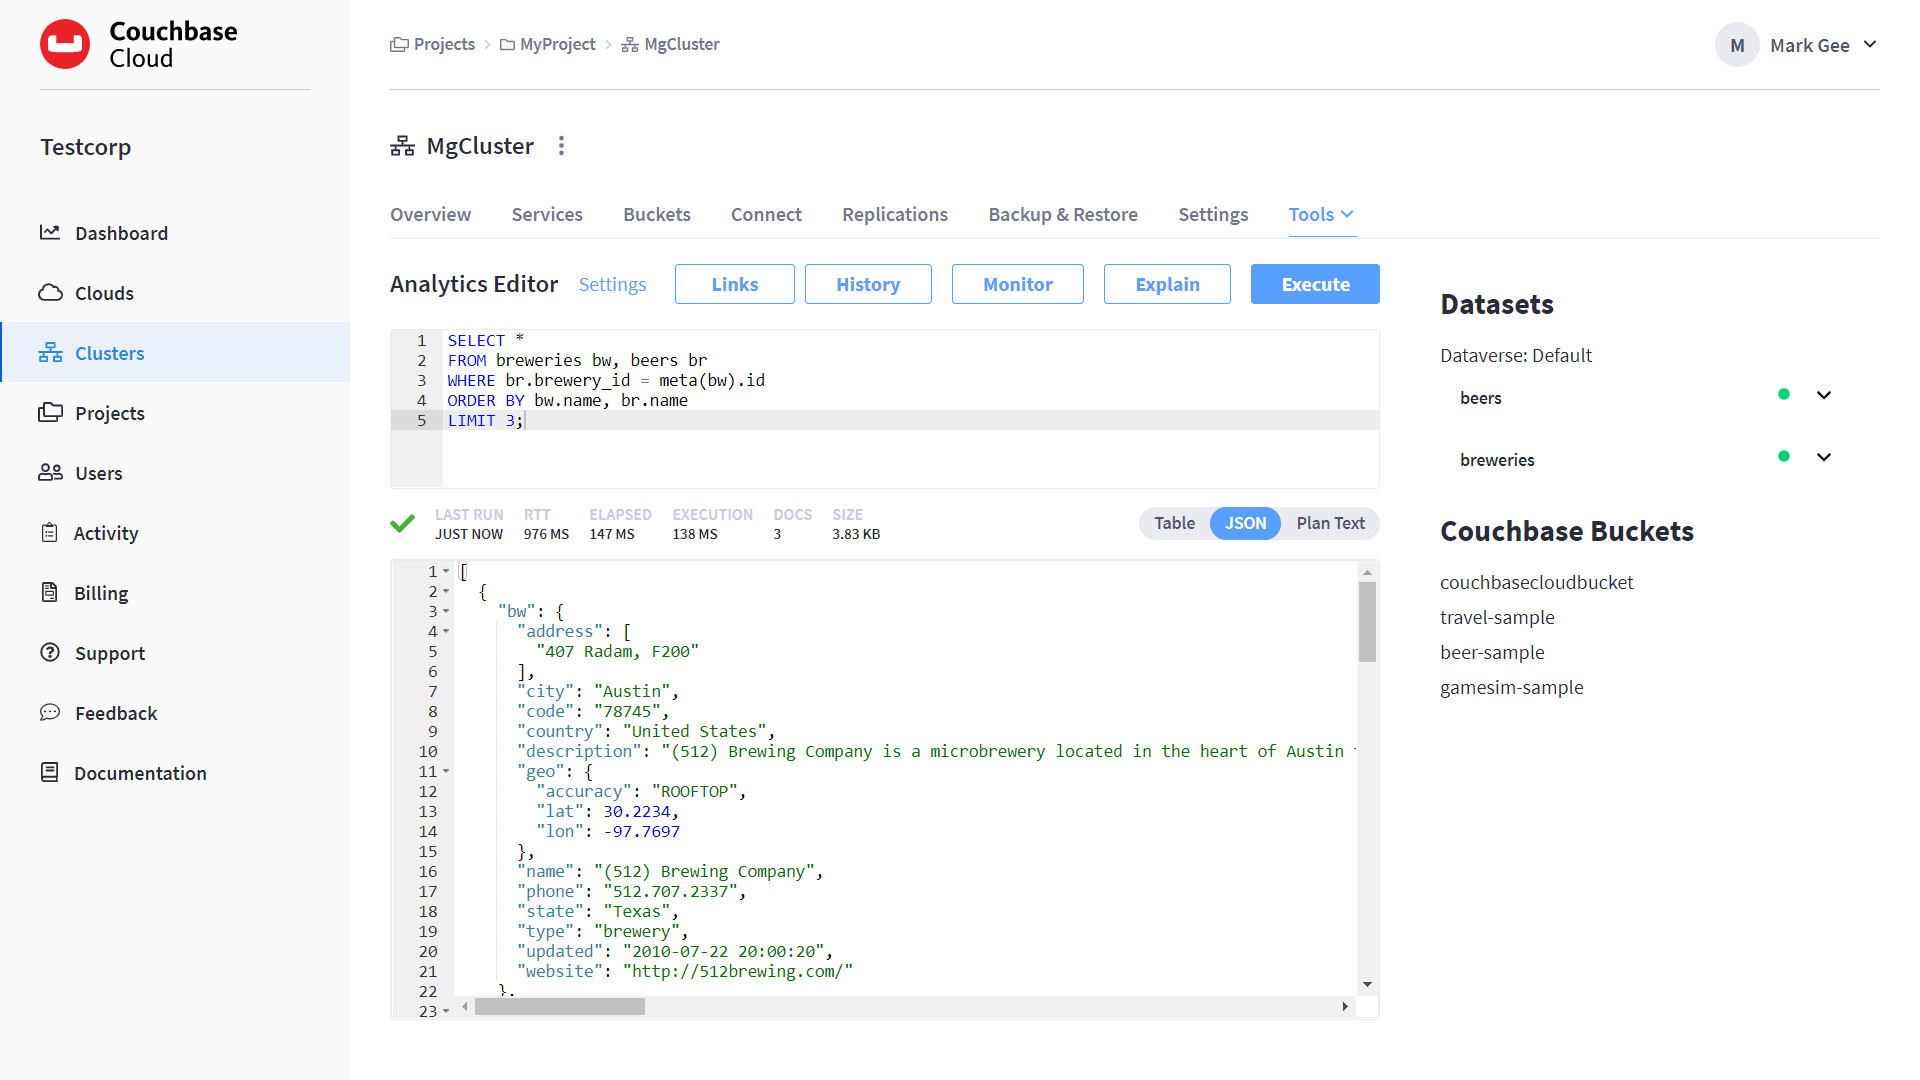 Couchbase
Cloud
Testcorp
Dashboard
Clouds
Clusters
Projects
Users
Activity
Billing
Support
Feedback
Documentation
Projects MyProject MgCluster
M Mark Gee
MgCluster
Overview Services Buckets Connect Replications Backup & Restore Settings Tools
Analytics Editor Settings Links History Monitor Explain Execute
1 SELECT *
2 FROM breweries bw, beers br
3 WHERE br.brewery_id = meta(bw).id
4 ORDER BY bw.name, br.name
5 LIMIT 3;
LAST RUN RTT ELAPSED EXECUTION DOCS SIZE
JUST NOW 976 MS 147 MS 138 MS 3 3.83 KB
Table JSON Plan Text
1 [
2 {
3 "bw": {
4 "address": [
5 "407 Radam, F200"
6 ],
7 "city": "Austin",
8 "code": "78745",
9 "country": "United States",
10 "description": "(512) Brewing Company is a microbrewery located in the heart of Austin
11 "geo": {
12 "accuracy": "ROOFTOP",
13 "lat": 30.2234,
14 "lon": -97.7697
15 },
16 "name": "(512) Brewing Company",
17 "phone": "512.707.2337",
18 "state": "Texas",
19 "type": "brewery",
20 "updated": "2010-07-22 20:00:20",
21 "website": "http://512brewing.com/"
22 },
23
Datasets
Dataverse: Default
beers
breweries
Couchbase Buckets
couchbasecloudbucket
travel-sample
beer-sample
gamesim-sample